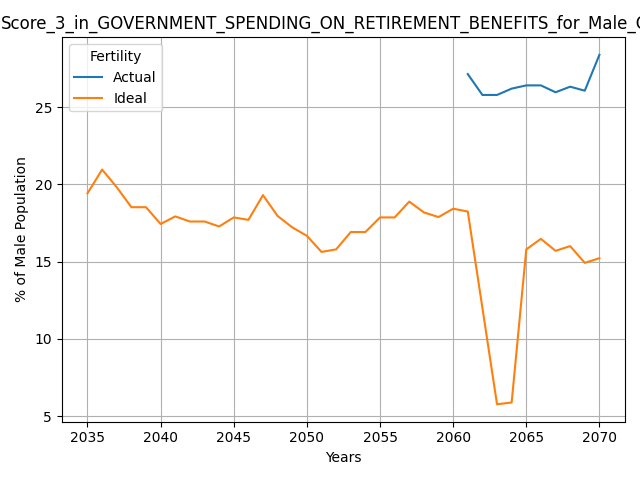 Score_3_in_GOVERNMENT_SPENDING_ON_RETIREMENT_BENEFITS_for_Male_
Fertility
Actual
Ideal
% of Male Population
25
20
15
10
5
2035 2040 2045 2050 2055 2060 2065 2070
Years